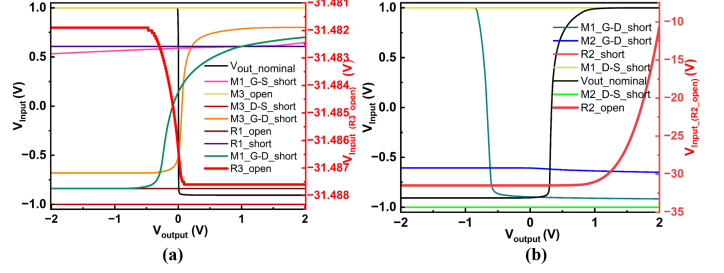 1.0
0.5
0.0
−0.5
−1.0
V_Input (V)
−2
−1
0
1
2
V_output (V)
(a)
V_out_nominal
M1_G-S_short
M3_open
M3_D-S_short
M3_G-D_short
R1_open
R1_short
M1_G-D_short
R3_open
−31.482
−31.483
−31.484
−31.485
−31.486
−31.487
−31.488
V_Input (R3_open) (V)
1.0
0.5
0.0
−0.5
−1.0
V_Input (V)
−2
−1
0
1
2
V_output (V)
(b)
M1_G-D_short
M2_G-D_short
R2_short
M1_D-S_short
V_out_nominal
M2_D-S_short
R2_open
−10
−15
−20
−25
−30
−35
V_Input_(R2_open) (V)